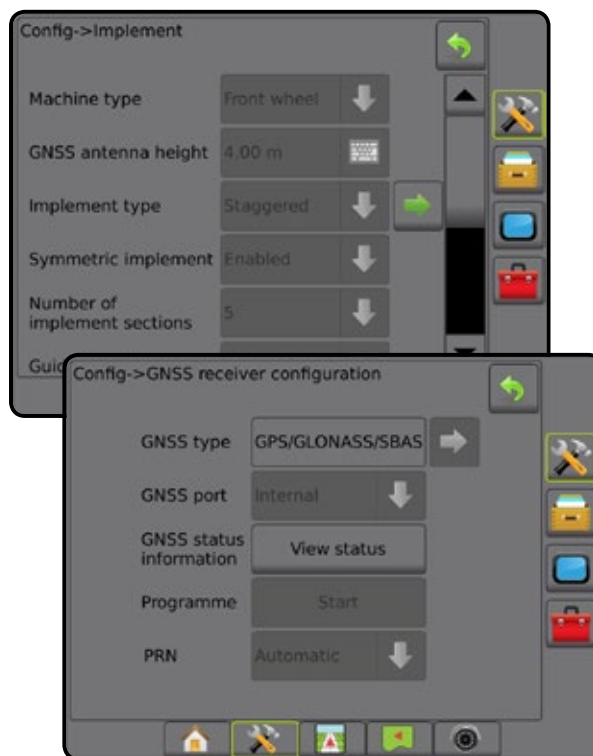 Config->Implement
Machine type Front wheel
GNSS antenna height 4.00 m
Implement type Staggered
Symmetric implement Enabled
Number of
implement sections 5
Config->GNSS receiver configuration
GNSS type GPS/GLONASS/SBAS
GNSS port Internal
GNSS status
information View status
Programme Start
PRN Automatic